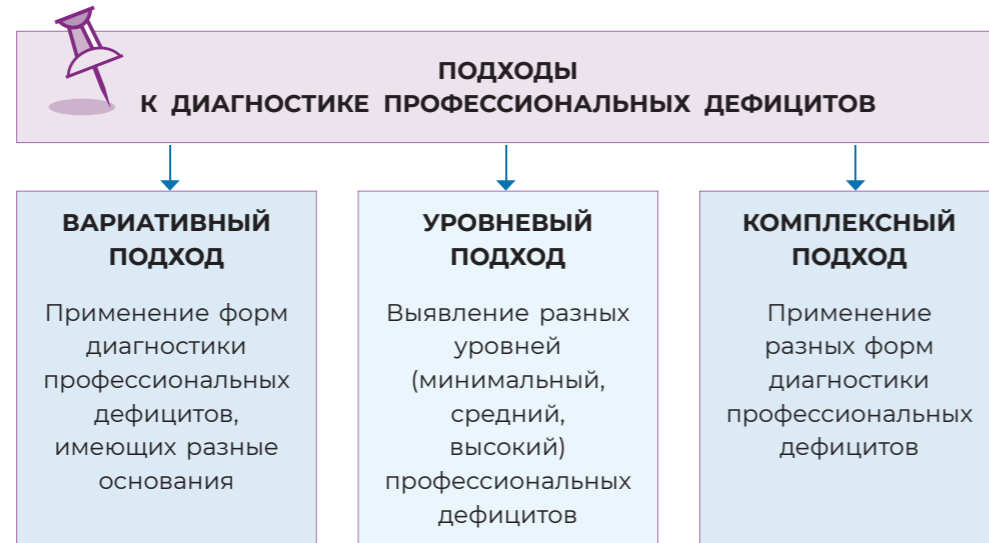 ПОДХОДЫ
К ДИАГНОСТИКЕ ПРОФЕССИОНАЛЬНЫХ ДЕФИЦИТОВ
ВАРИАТИВНЫЙ
ПОДХОД
Применение форм
диагностики
профессиональных
дефицитов,
имеющих разные
основания
УРОВНЕВЫЙ
ПОДХОД
Выявление разных
уровней
(минимальный,
средний,
высокий)
профессиональных
дефицитов
КОМПЛЕКСНЫЙ
ПОДХОД
Применение
разных форм
диагностики
профессиональных
дефицитов